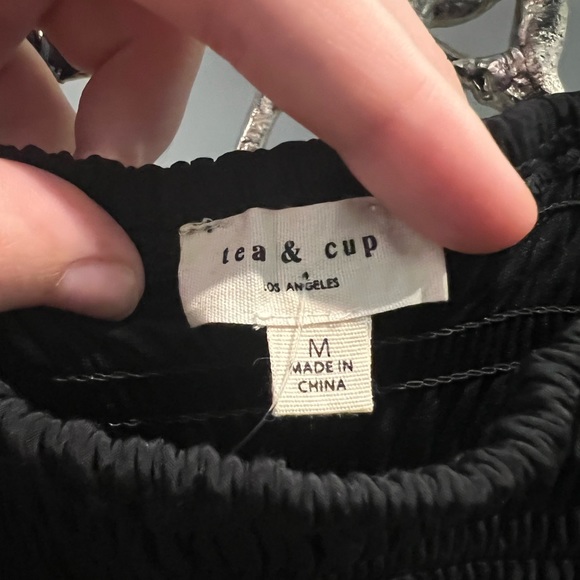 tea & cup
LOS ANGELES
M
MADE IN
CHINA